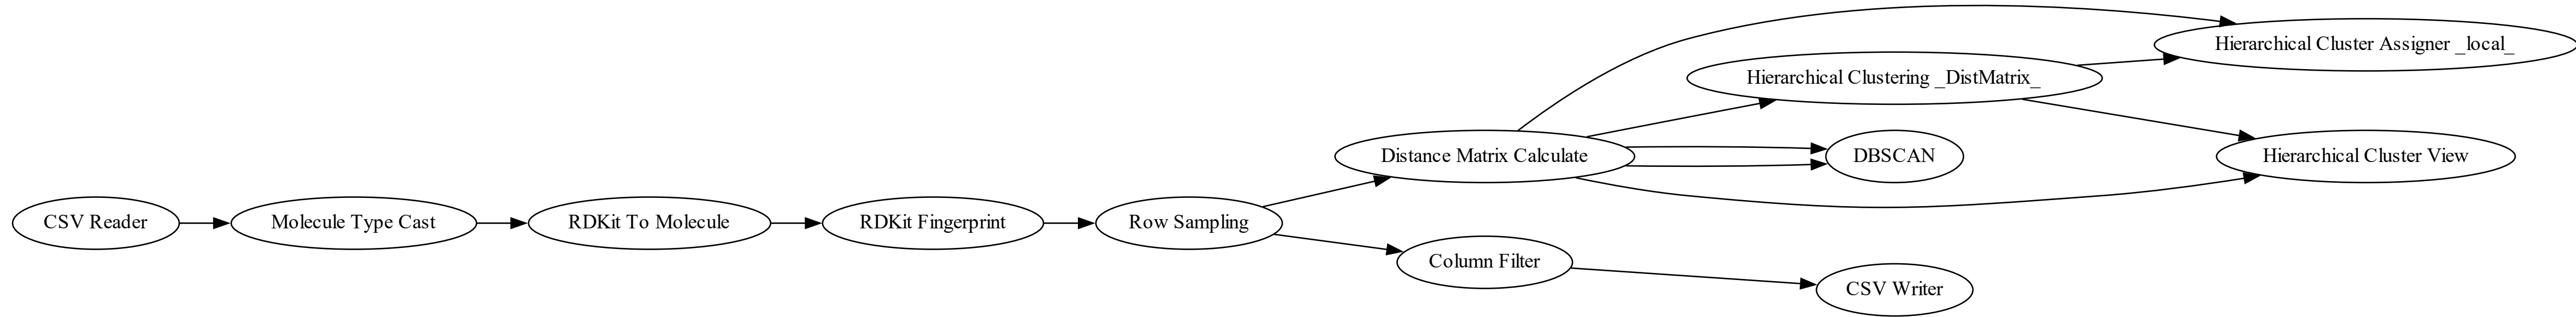 CSV Reader
Molecule Type Cast
RDKit To Molecule
RDKit Fingerprint
Row Sampling
Distance Matrix Calculate
Column Filter
Hierarchical Clustering _DistMatrix_
DBSCAN
CSV Writer
Hierarchical Cluster Assigner _local_
Hierarchical Cluster View